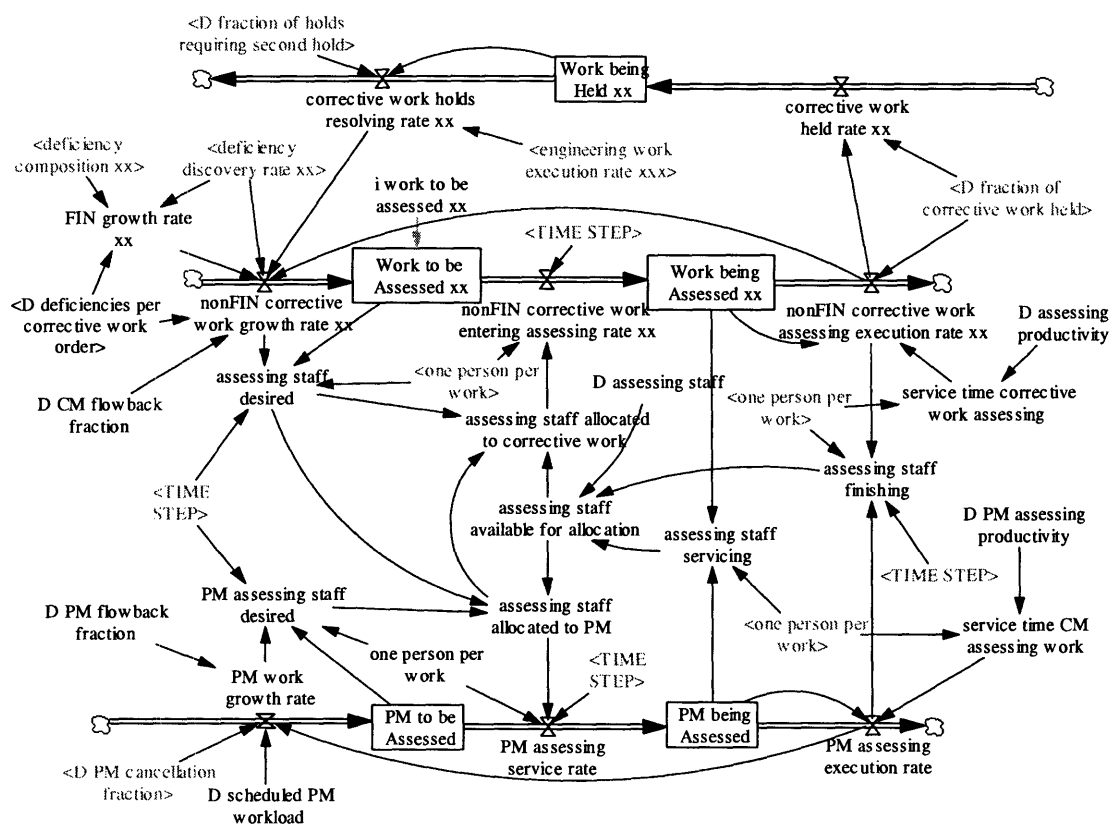 <D fraction of holds
requiring second hold>
Work being
Held xx
corrective work holds
resolving rate xx
corrective work
held rate xx
<deficiency
composition xx>
<deficiency
discovery rate xx>
<engineering work
execution rate xxx>
i work to be
assessed xx
<D fraction of
corrective work held>
FIN growth rate
xx
<TIME STEP>
Work to be
Assessed xx
Work being
Assessed xx
<D deficiencies per
corrective work
order>
nonFIN corrective
work growth rate xx
nonFIN corrective work
entering assessing rate xx
nonFIN corrective work
assessing execution rate xx
D assessing
productivity
assessing staff
desired
<one person per
work>
D assessing staff
D CM flowback
fraction
assessing staff allocated
to corrective work
<one person per
work>
service time corrective
work assessing
<TIME
STEP>
assessing staff
finishing
assessing staff
available for allocation
assessing staff
servicing
D PM assessing
productivity
<TIME STEP>
PM assessing staff
desired
assessing staff
allocated to PM
D PM flowback
fraction
<one person per
work>
service time CM
assessing work
one person per
work
<TIME
STEP>
PM work
growth rate
PM to be
Assessed
PM being
Assessed
PM assessing
service rate
PM assessing
execution rate
<D PM cancellation
fraction>
D scheduled PM
workload